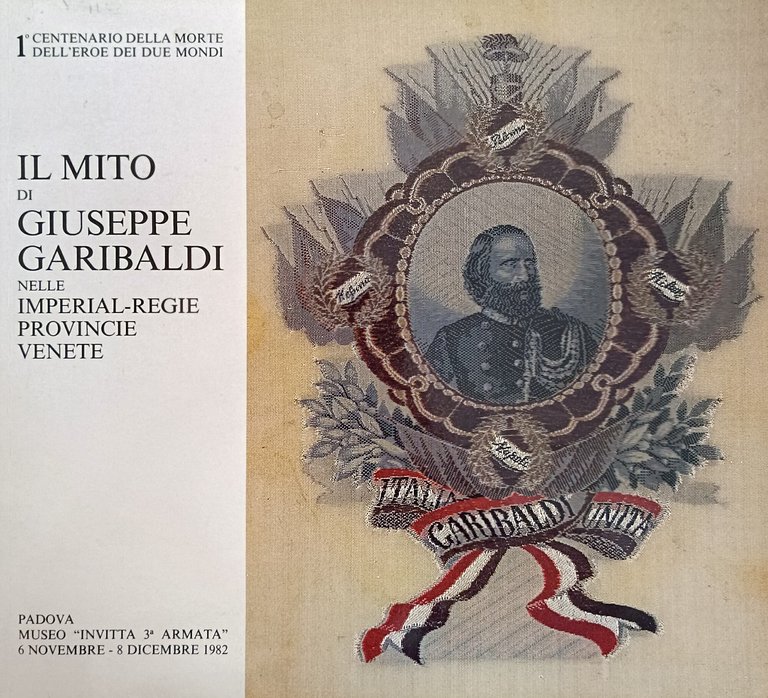 1° CENTENARIO DELLA MORTE
DELL'EROE DEI DUE MONDI
IL MITO
DI
GIUSEPPE
GARIBALDI
NELLE
IMPERIAL-REGIE
PROVINCIE
VENETE
PADOVA
MUSEO “INVITTA 3ª ARMATA”
6 NOVEMBRE - 8 DICEMBRE 1982
Palermo
Napoli
ITALIA
GARIBALDI
UNITA